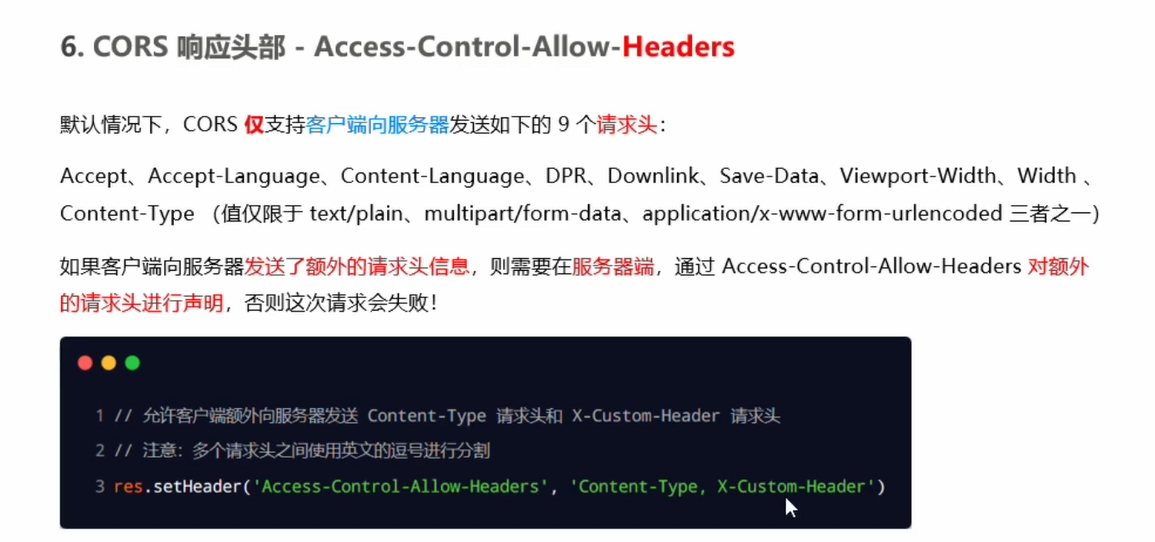 6. CORS 响应头部 - Access-Control-Allow-Headers
默认情况下，CORS 仅支持客户端向服务器发送如下的 9 个请求头：
Accept、Accept-Language、Content-Language、DPR、Downlink、Save-Data、Viewport-Width、Width 、
Content-Type （值仅限于 text/plain、multipart/form-data、application/x-www-form-urlencoded 三者之一）
如果客户端向服务器发送了额外的请求头信息，则需要在服务器端，通过 Access-Control-Allow-Headers 对额外
的请求头进行声明，否则这次请求会失败！
1 // 允许客户端额外向服务器发送 Content-Type 请求头和 X-Custom-Header 请求头
2 // 注意：多个请求头之间使用英文的逗号进行分割
3 res.setHeader('Access-Control-Allow-Headers', 'Content-Type, X-Custom-Header')